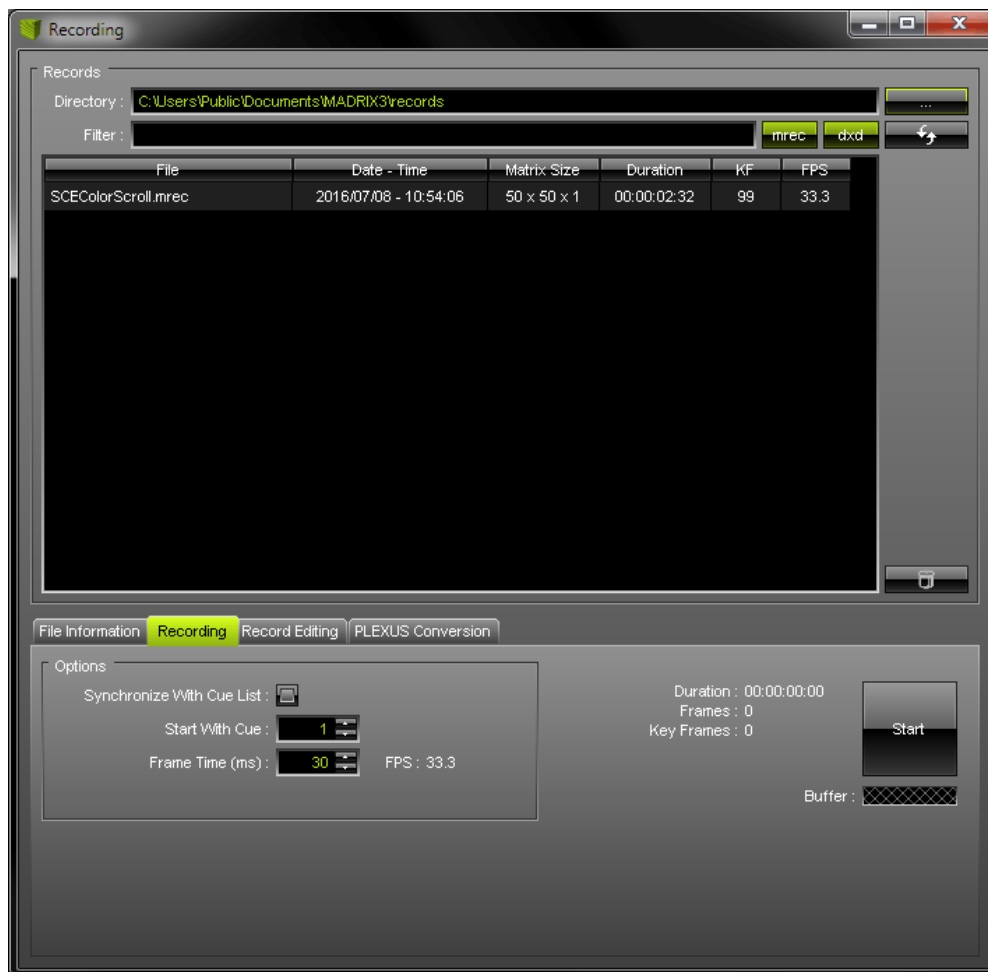 Recording
Records
Directory : C:\Users\Public\Documents\MADRIX3\records ...
Filter : mrec dxd
File Date - Time Matrix Size Duration KF FPS
SCEColorScroll.mrec 2016/07/08 - 10:54:06 50 x 50 x 1 00:00:02:32 99 33.3
File Information Recording Record Editing PLEXUS Conversion
Options
Synchronize With Cue List :
Start With Cue : 1
Frame Time (ms) : 30 FPS : 33.3
Duration : 00:00:00:00
Frames : 0
Key Frames : 0
Start
Buffer :